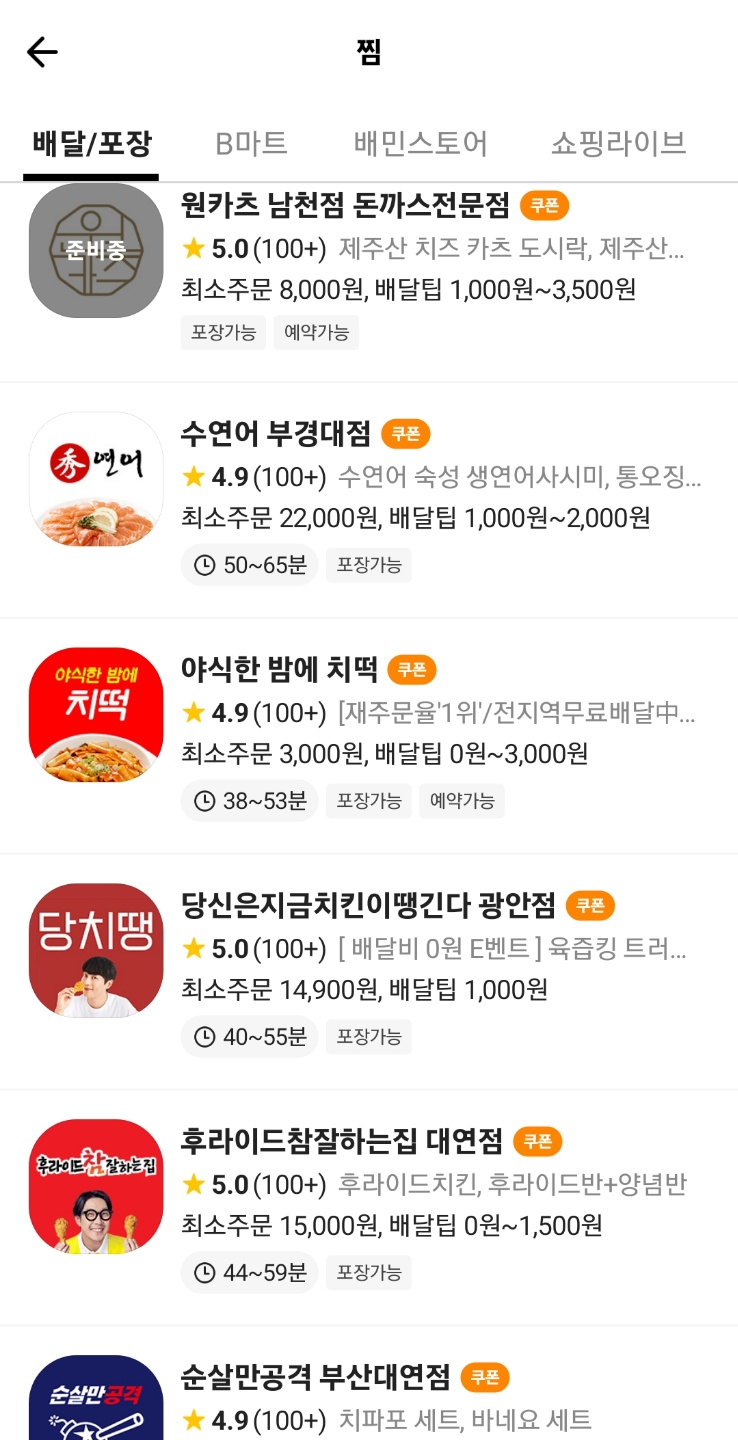 찜
배달/포장 B마트 배민스토어 쇼핑라이브
준비중
원카츠 남천점 돈까스전문점 쿠폰
5.0(100+) 제주산 치즈 카츠 도시락, 제주산...
최소주문 8,000원, 배달팁 1,000원~3,500원
포장가능 예약가능
秀연어
수연어 부경대점 쿠폰
4.9(100+) 수연어 숙성 생연어사시미, 통오징...
최소주문 22,000원, 배달팁 1,000원~2,000원
50~65분 포장가능
야식한 밤에
치떡
야식한 밤에 치떡 쿠폰
4.9(100+) [재주문율'1위'/전지역무료배달中...
최소주문 3,000원, 배달팁 0원~3,000원
38~53분 포장가능 예약가능
당치땡
당신은지금치킨이땡긴다 광안점 쿠폰
5.0(100+) [ 배달비 0원 E벤트 ] 육즙킹 트러...
최소주문 14,900원, 배달팁 1,000원
40~55분 포장가능
후라이드참잘하는집
후라이드참잘하는집 대연점 쿠폰
5.0(100+) 후라이드치킨, 후라이드반+양념반
최소주문 15,000원, 배달팁 0원~1,500원
44~59분 포장가능
순살만공격
순살만공격 부산대연점 쿠폰
4.9(100+) 치파포 세트, 바네요 세트